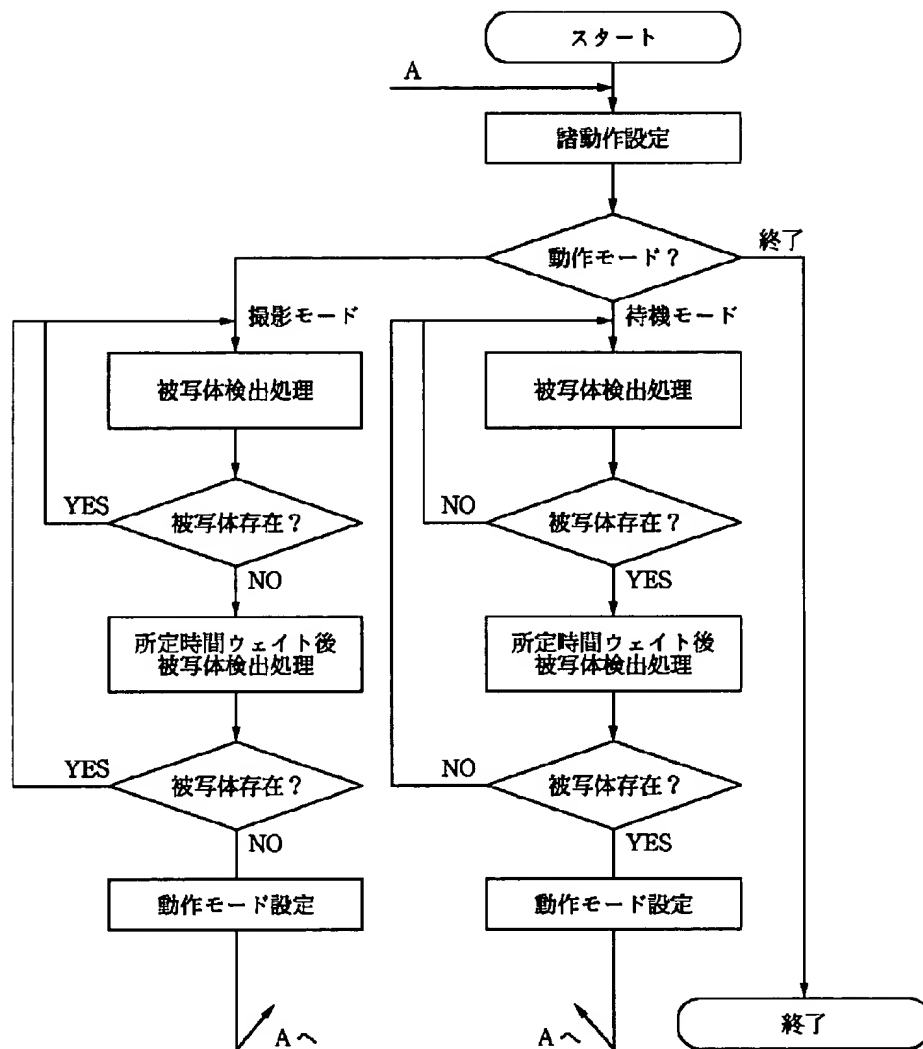 スタート
A
諸動作設定
動作モード?
終了
撮影モード
待機モード
被写体検出処理
被写体検出処理
YES
被写体存在?
NO
被写体存在?
NO
YES
所定時間ウェイト後
被写体検出処理
所定時間ウェイト後
被写体検出処理
YES
被写体存在?
NO
被写体存在?
NO
YES
動作モード設定
動作モード設定
Aへ
Aへ
終了